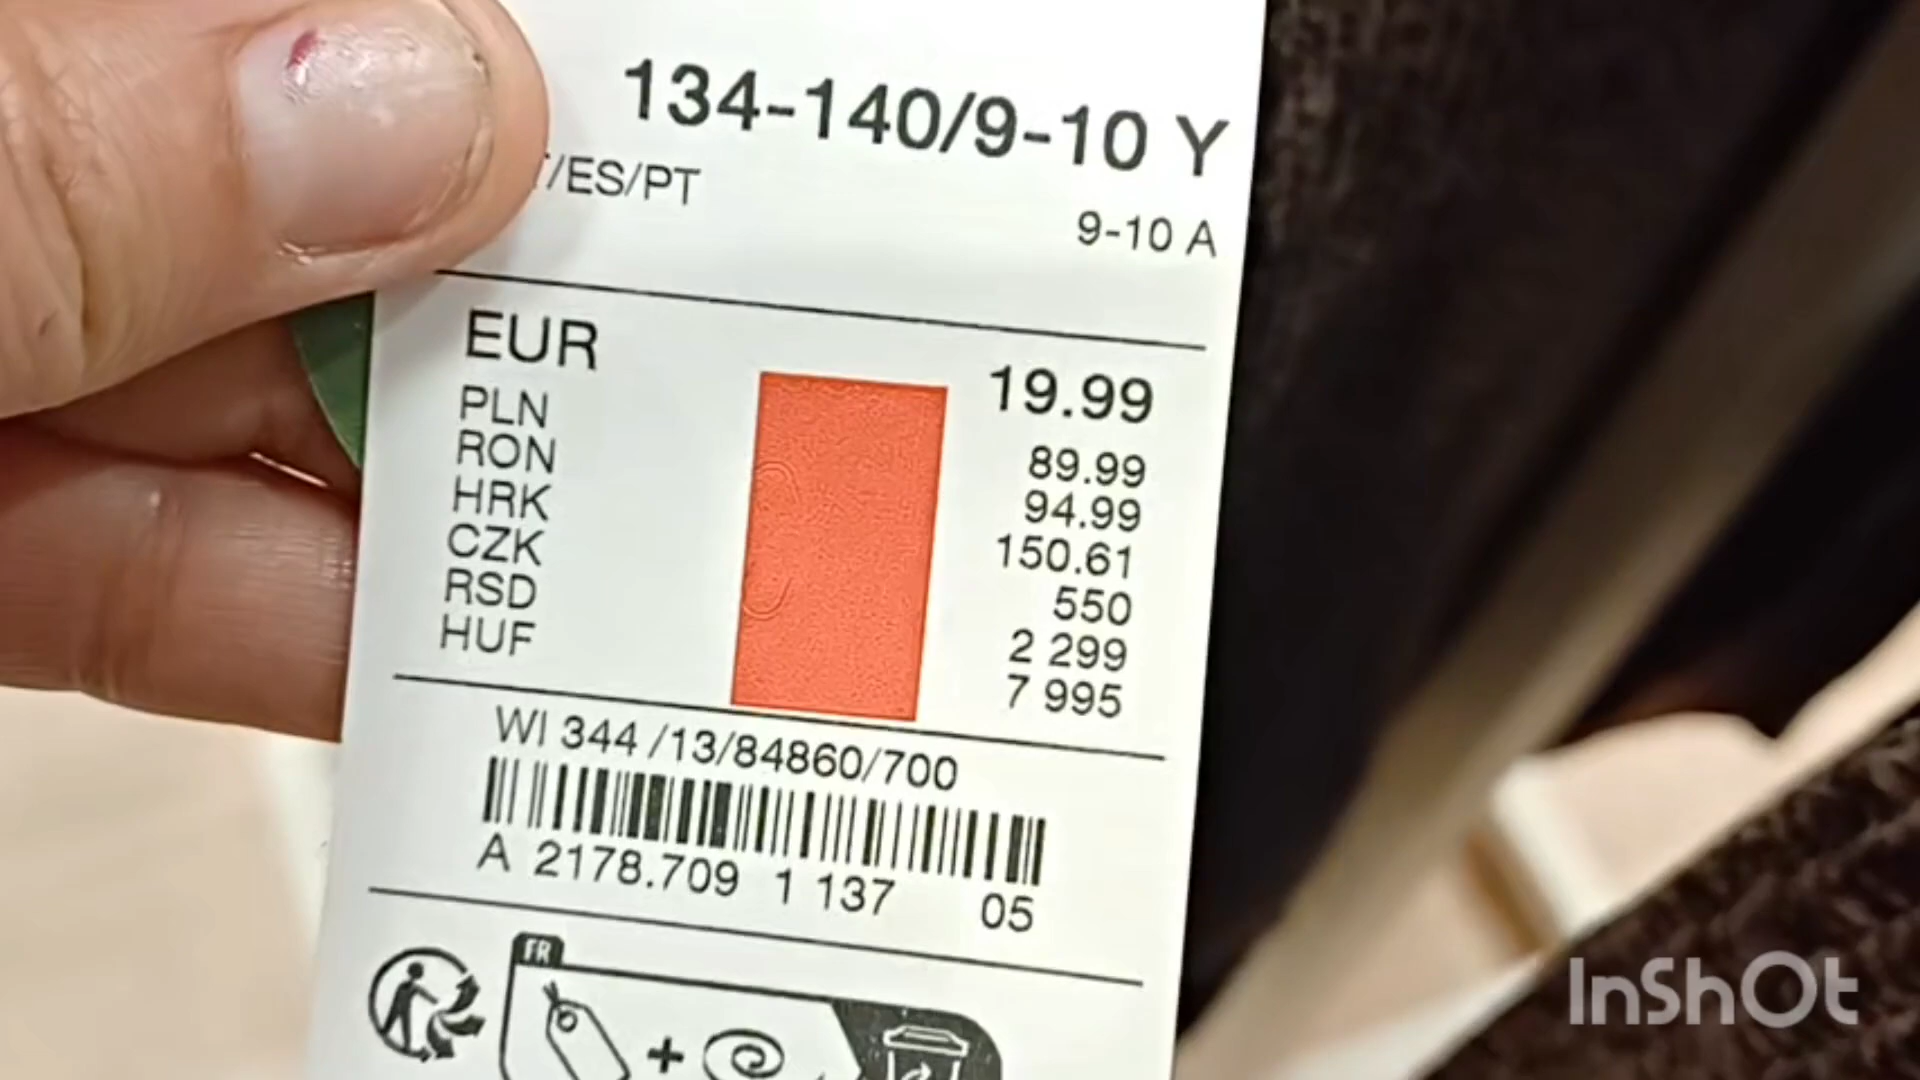 134-140/9-10 Y
/ES/PT
9-10 A
EUR 19.99
PLN 89.99
RON 94.99
HRK 150.61
CZK 550
RSD 2 299
HUF 7 995
WI 344 /13/84860/700
A 2178.709 1 137 05
FR
+
InShOt